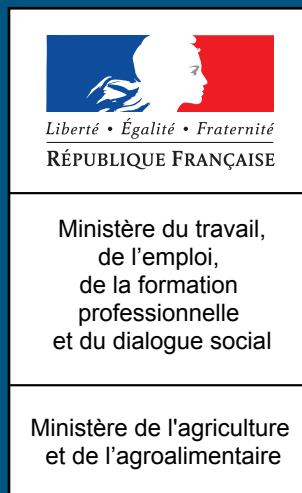 Liberté • Égalité • Fraternité
RÉPUBLIQUE FRANÇAISE
Ministère du travail,
de l’emploi,
de la formation
professionnelle
et du dialogue social
Ministère de l'agriculture
et de l’agroalimentaire